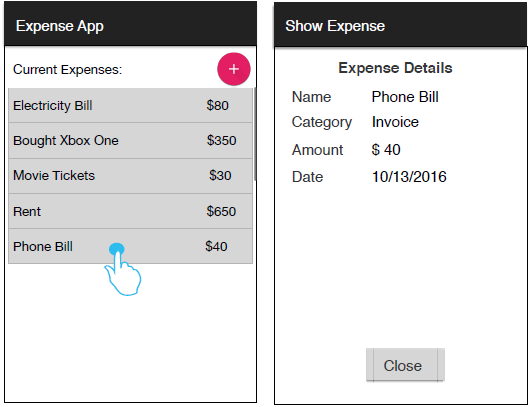 Expense App
Current Expenses:
+
Electricity Bill $80
Bought Xbox One $350
Movie Tickets $30
Rent $650
Phone Bill $40
Show Expense
Expense Details
Name Phone Bill
Category Invoice
Amount $ 40
Date 10/13/2016
Close